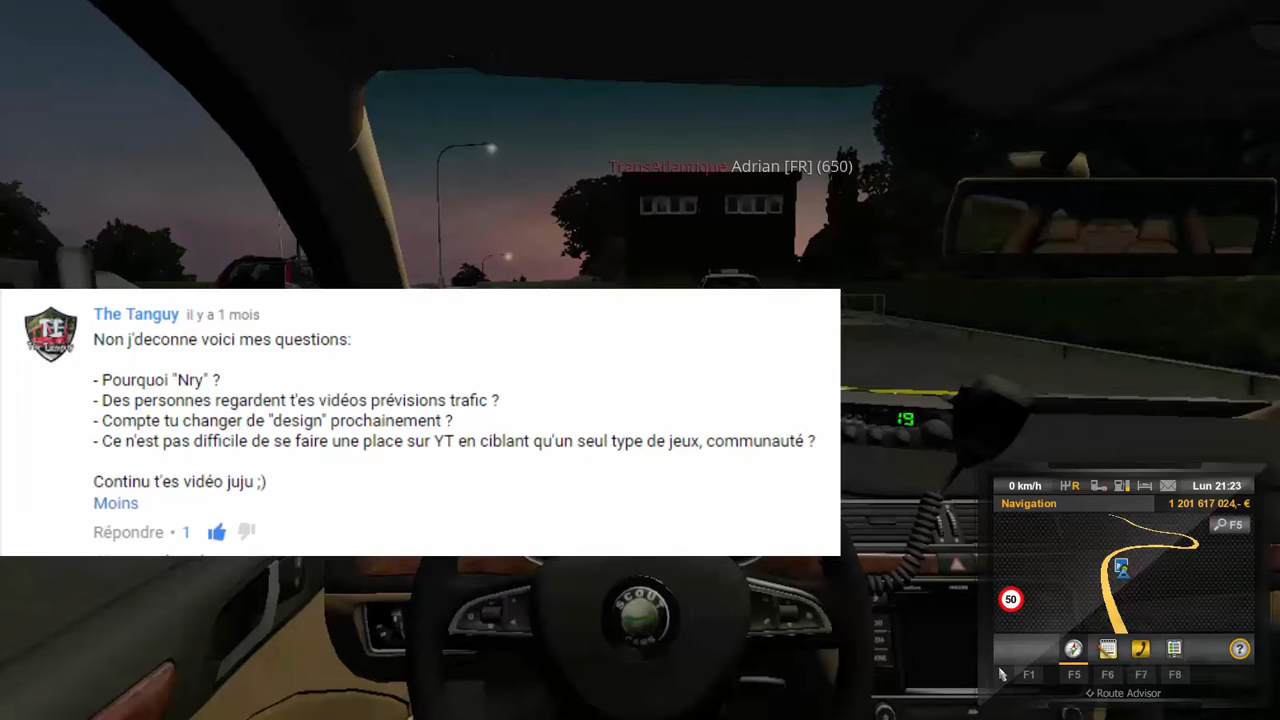 TransAdamique Adrian [FR] (650)
The Tanguy il y a 1 mois
Non j'deconne voici mes questions:
- Pourquoi "Nry" ?
- Des personnes regardent t'es vidéos prévisions trafic ?
- Compte tu changer de "design" prochainement ?
- Ce n'est pas difficile de se faire une place sur YT en ciblant qu'un seul type de jeux, communauté ?
Continu t'es vidéo juju ;)
Moins
Répondre • 1
19
0 km/h R Lun 21:23
Navigation 1 201 617 024,- €
F5
50
F1 F5 F6 F7 F8
Route Advisor
SCOUT